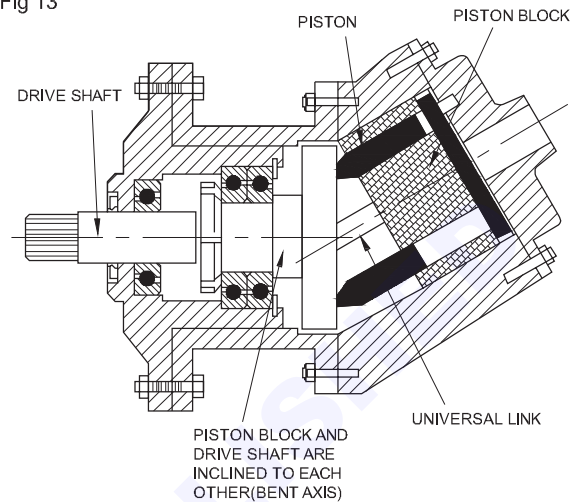 Fig 13
PISTON
PISTON BLOCK
DRIVE SHAFT
UNIVERSAL LINK
PISTON BLOCK AND
DRIVE SHAFT ARE
INCLINED TO EACH
OTHER(BENT AXIS)